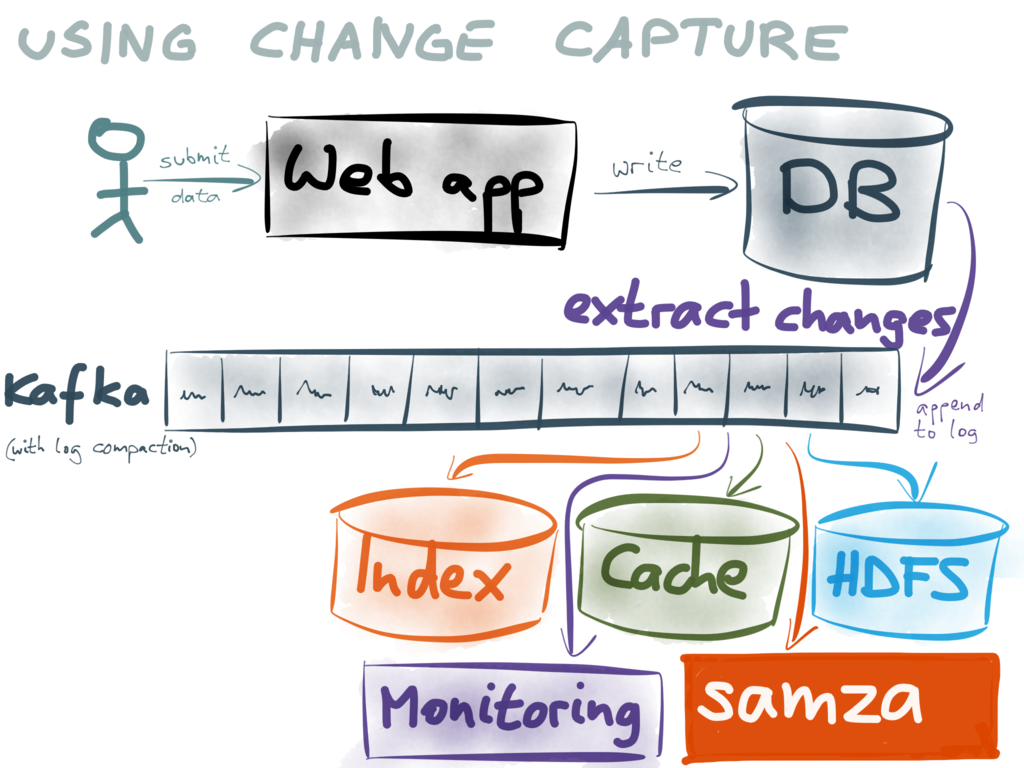 USING CHANGE CAPTURE
submit
data
Web app
write
DB
extract changes
Kafka
(with log compaction)
append
to log
Index
Cache
HDFS
Monitoring
samza